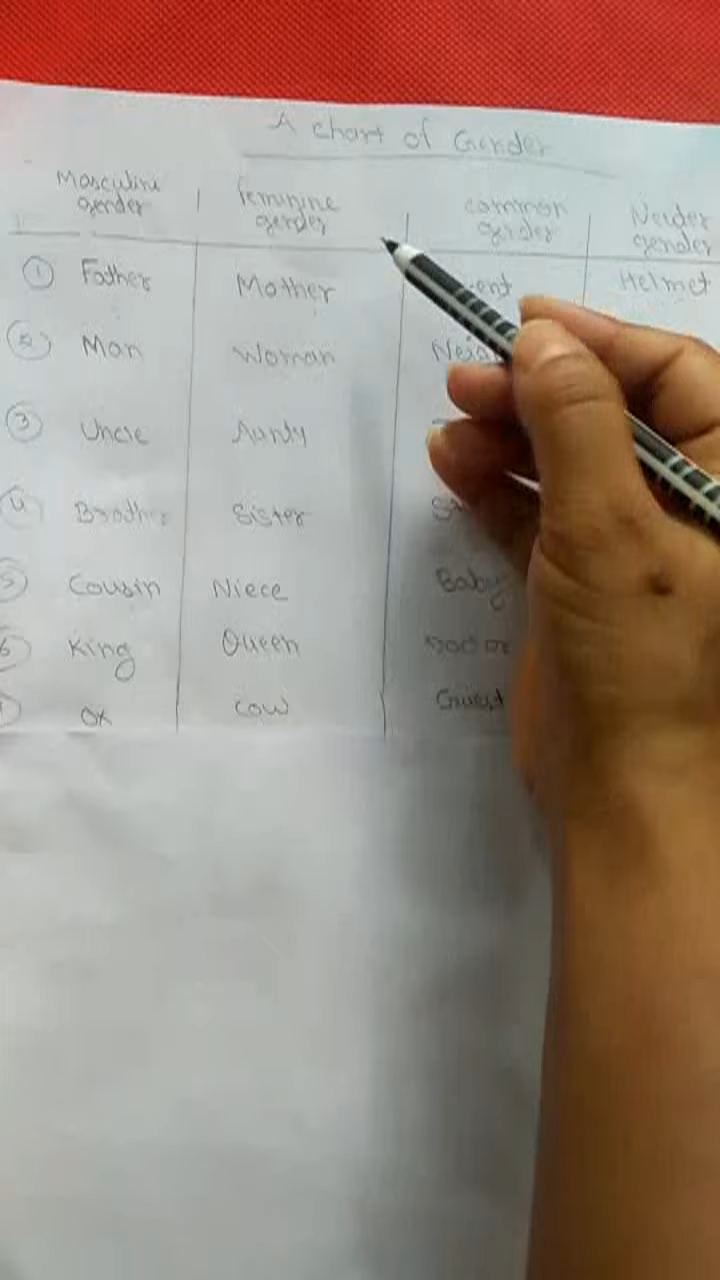 A chart of Gender
Masculine gender | Feminine gender | common gender | Neuter gender
① Father Mother Helmet
② Man Woman
③ Uncle Aunty
④ Brother Sister
⑤ Cousin Niece Baby
⑥ King Queen Doctor
OX COW Guest